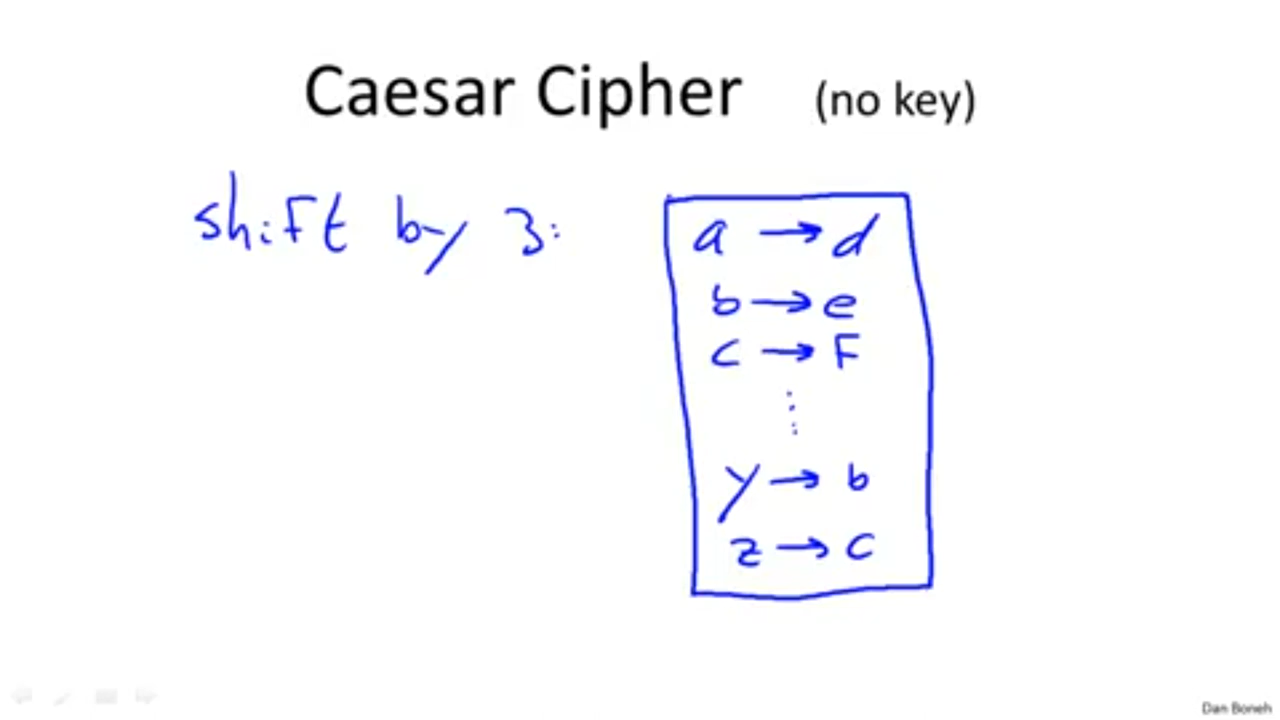 Caesar Cipher (no key)
shift by 3:
a → d
b → e
c → F
⋮
y → b
z → c
Dan Boneh